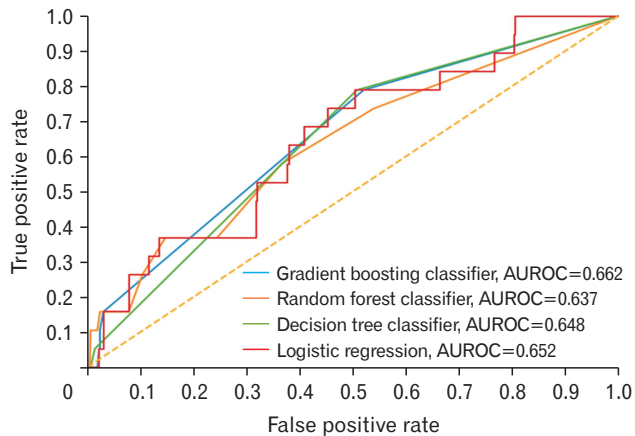 1.0
0.9
0.8
0.7
0.6
0.5
0.4
0.3
0.2
0.1
True positive rate
Gradient boosting classifier, AUROC=0.662
Random forest classifier, AUROC=0.637
Decision tree classifier, AUROC=0.648
Logistic regression, AUROC=0.652
0 0.1 0.2 0.3 0.4 0.5 0.6 0.7 0.8 0.9 1.0
False positive rate